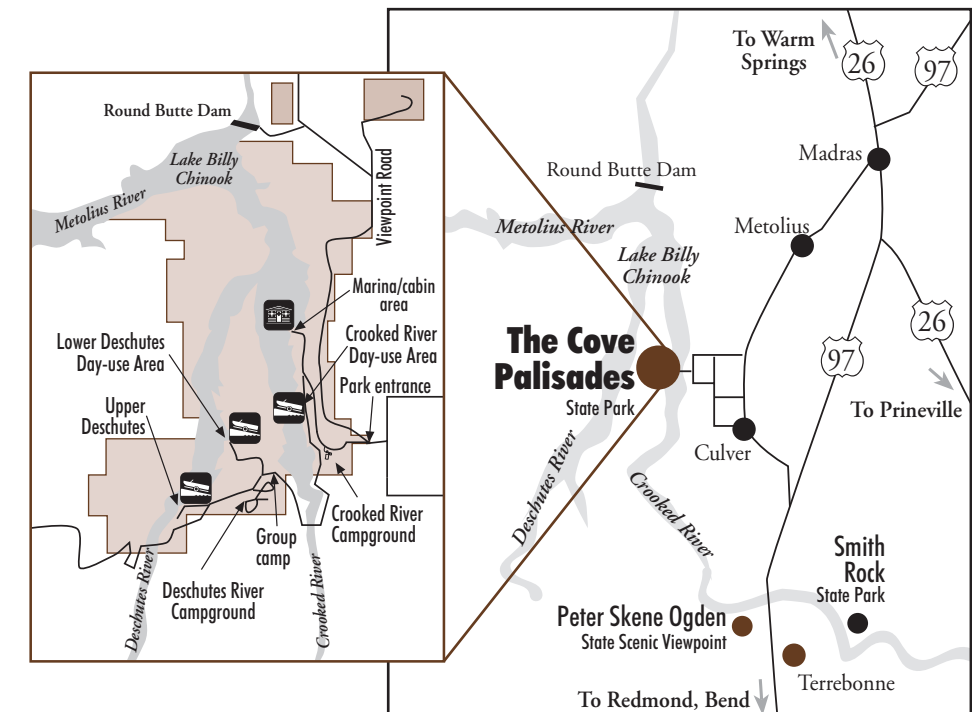 Round Butte Dam
Lake Billy
Chinook
Metolius River
Viewpoint Road
Marina/cabin
area
Lower Deschutes
Day-use Area
Crooked River
Day-use Area
Park entrance
Upper
Deschutes
Crooked River
Campground
Group
camp
Deschutes River
Campground
Deschutes River
Crooked River
To Warm
Springs
26
97
Madras
Round Butte Dam
Metolius River
Metolius
Lake Billy
Chinook
The Cove
Palisades
State Park
97
26
To Prineville
Culver
Deschutes River
Crooked River
Smith
Rock
State Park
Peter Skene Ogden
State Scenic Viewpoint
Terrebonne
To Redmond, Bend